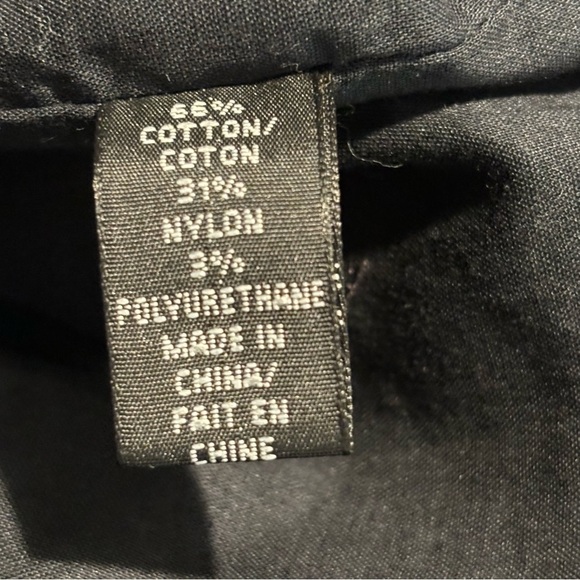 66%
COTTON/
COTON
31%
NYLON
3%
POLYURETHANE
MADE IN
CHINA/
FAIT EN
CHINE